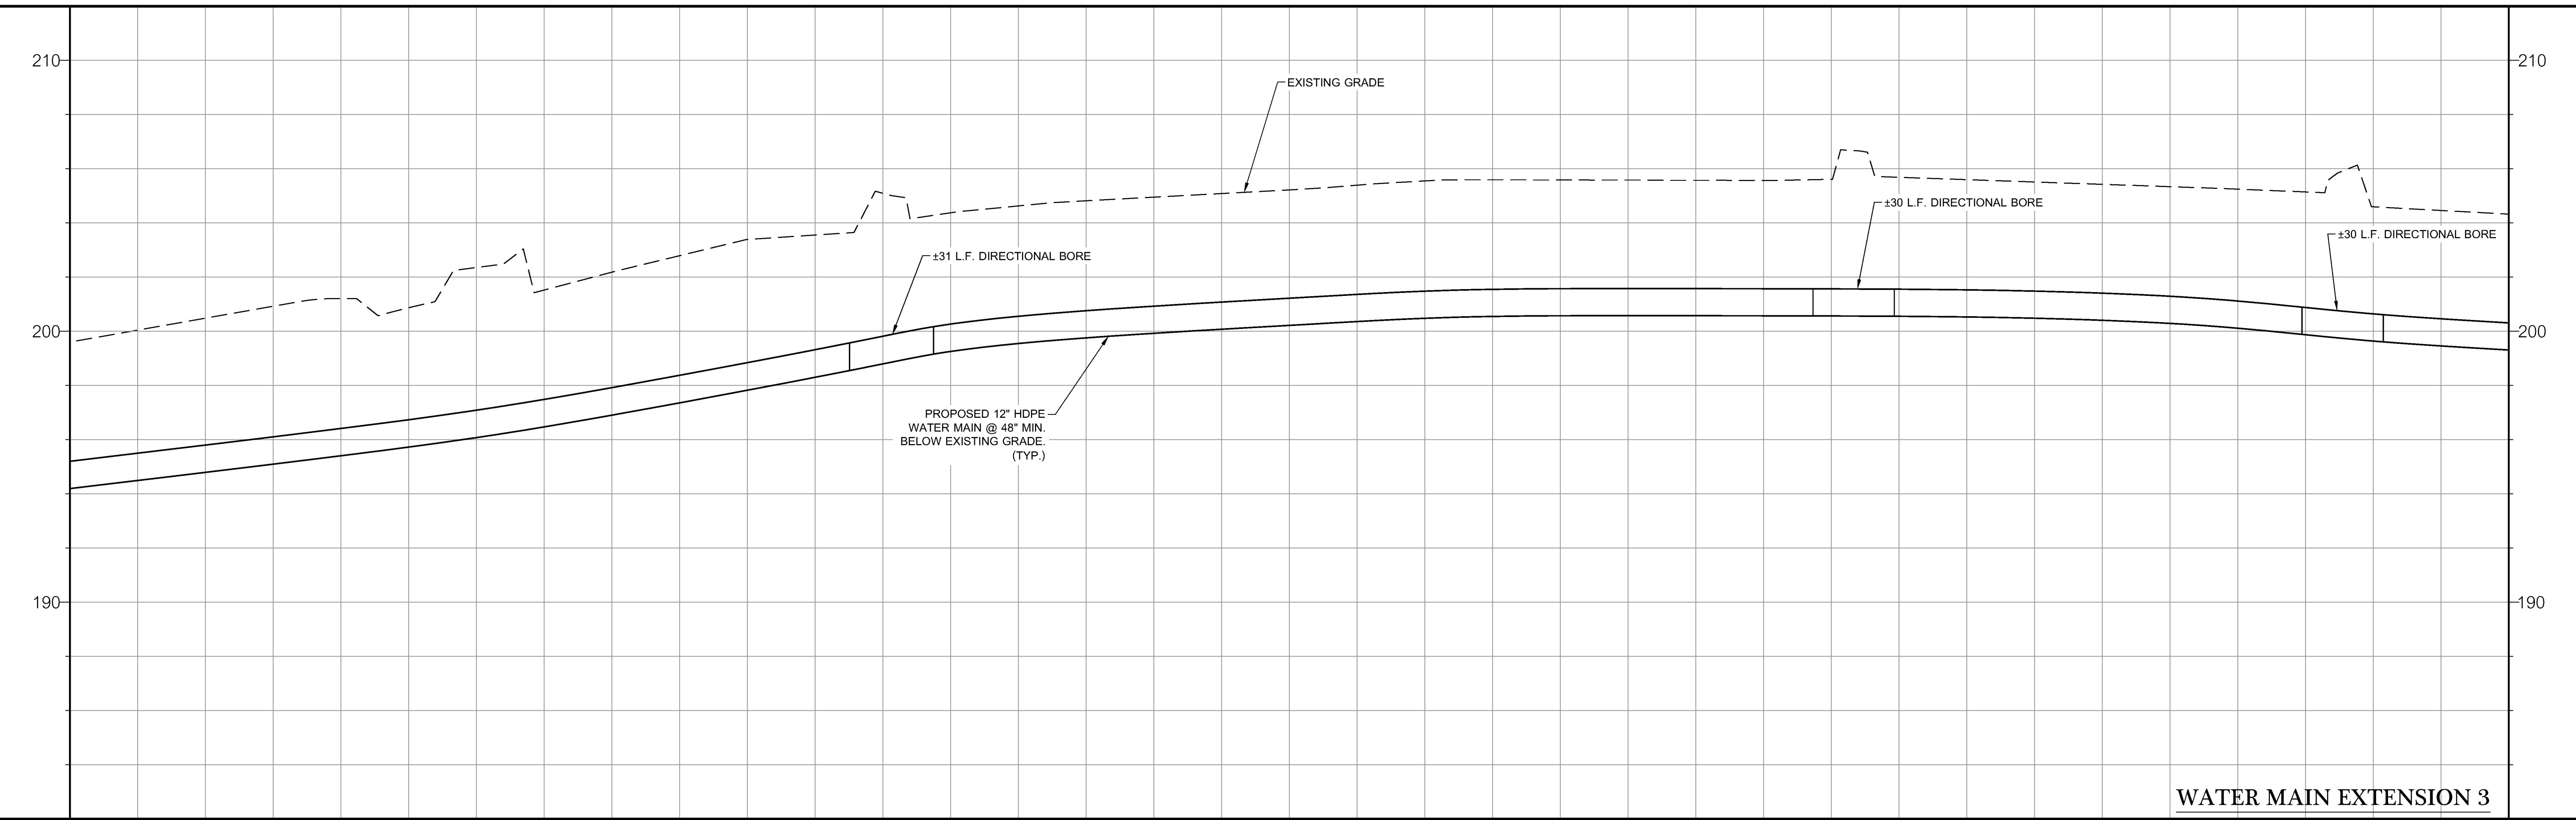 210
210
EXISTING GRADE
±30 L.F. DIRECTIONAL BORE
±30 L.F. DIRECTIONAL BORE
±31 L.F. DIRECTIONAL BORE
200
200
PROPOSED 12" HDPE
WATER MAIN @ 48" MIN.
BELOW EXISTING GRADE.
(TYP.)
190
190
WATER MAIN EXTENSION 3